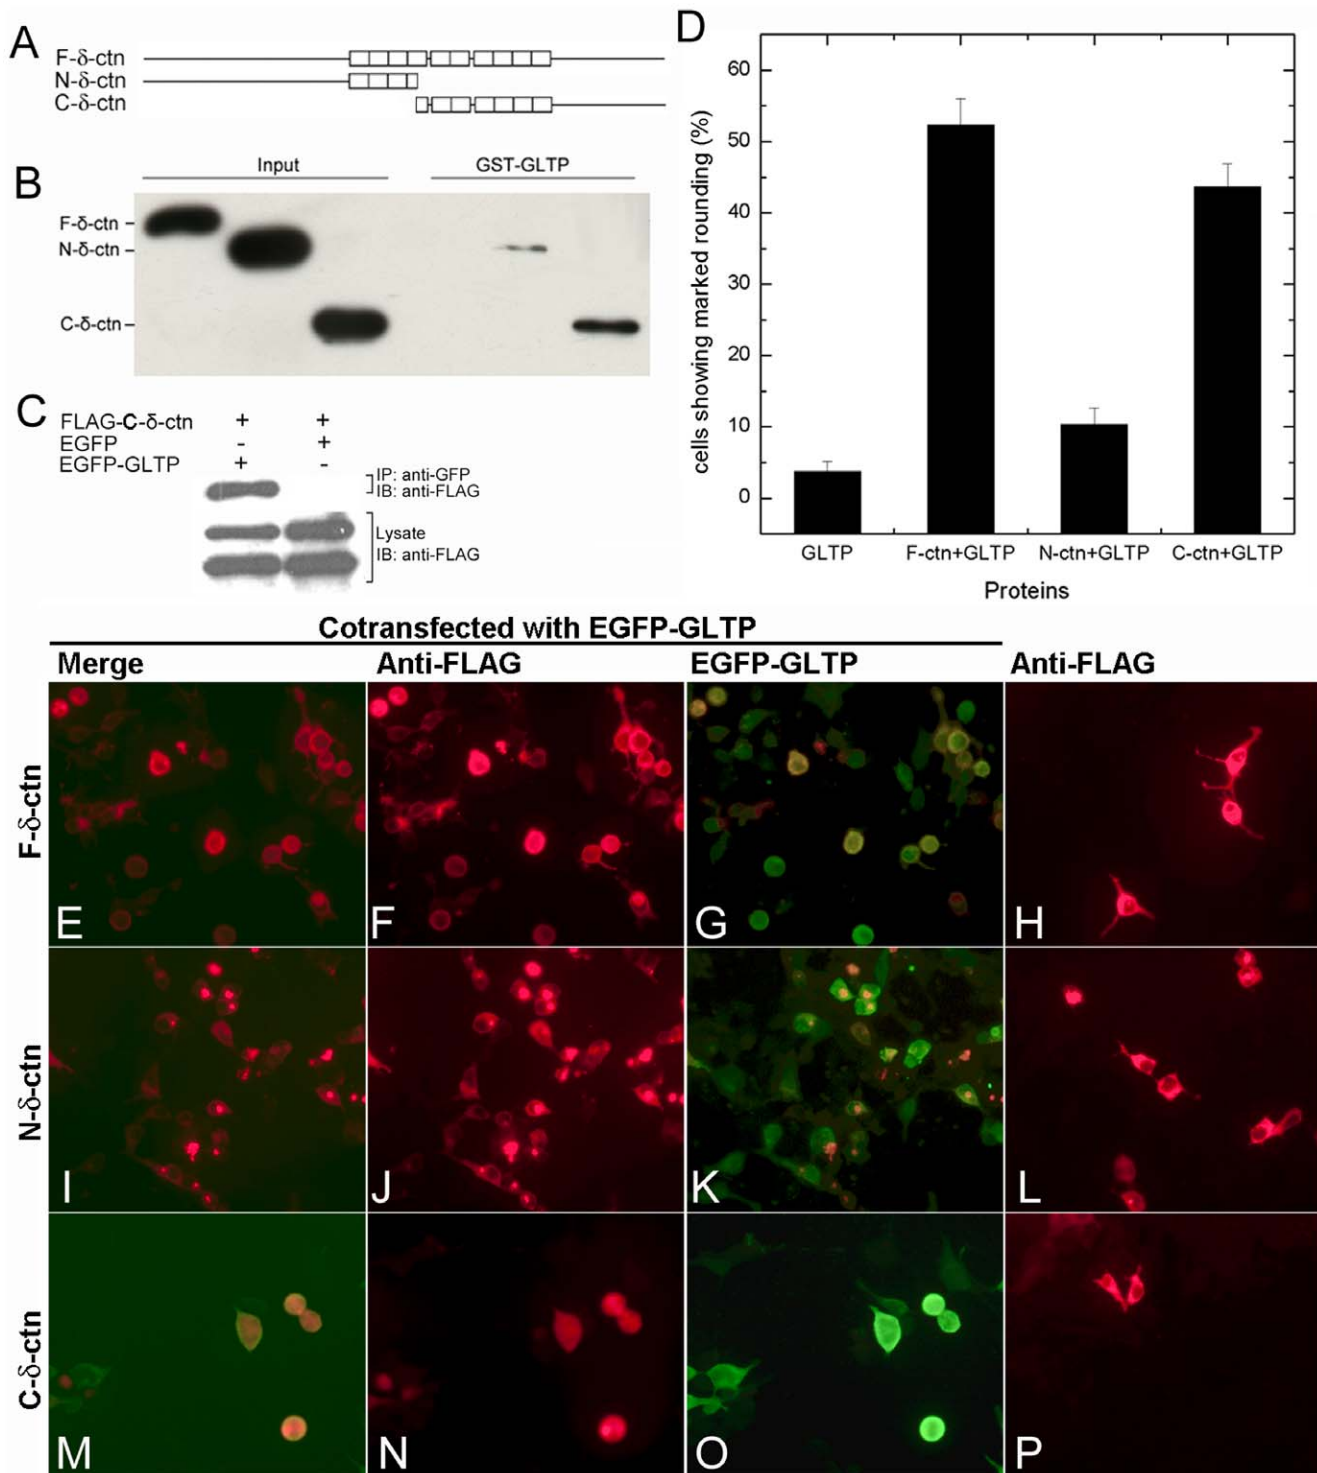 A
F-δ-ctn
N-δ-ctn
C-δ-ctn
B
Input GST-GLTP
F-δ-ctn
N-δ-ctn
C-δ-ctn
C
FLAG-C-δ-ctn + +
EGFP - +
EGFP-GLTP + -
IP: anti-GFP
IB: anti-FLAG
Lysate
IB: anti-FLAG
D
cells showing marked rounding (%)
60
50
40
30
20
10
0
GLTP F-ctn+GLTP N-ctn+GLTP C-ctn+GLTP
Proteins
Cotransfected with EGFP-GLTP
Merge Anti-FLAG EGFP-GLTP Anti-FLAG
F-δ-ctn
E F G H
N-δ-ctn
I J K L
C-δ-ctn
M N O P